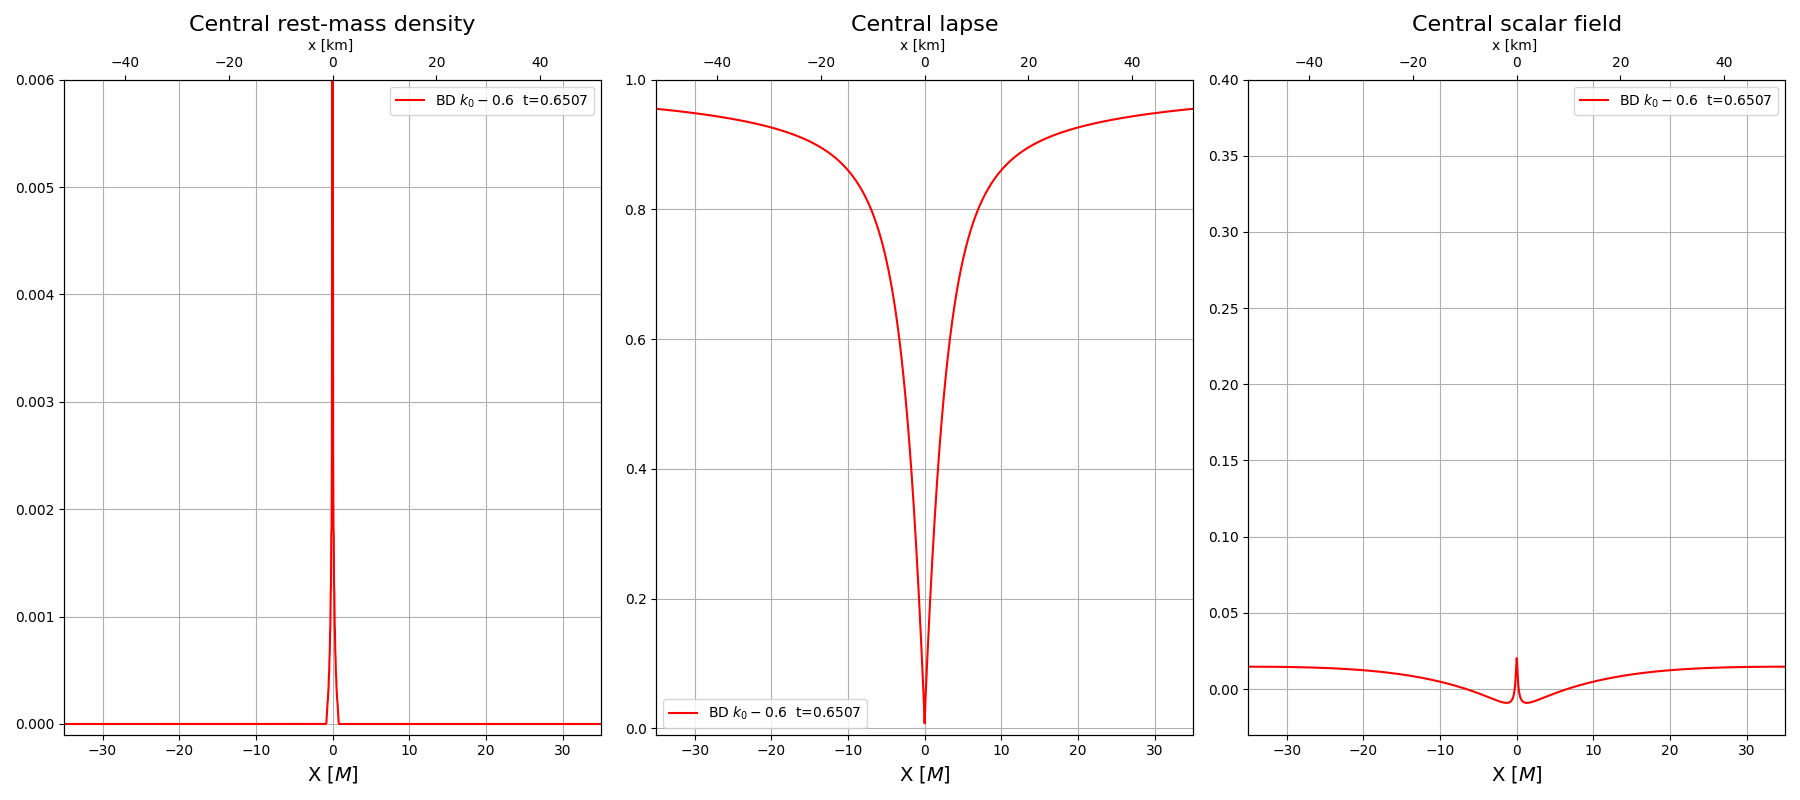 Central rest-mass density
x [km]
−40 −20 0 20 40
0.006
0.005
0.004
0.003
0.002
0.001
0.000
BD k₀ − 0.6 t=0.6507
−30 −20 −10 0 10 20 30
X [M]
Central lapse
x [km]
−40 −20 0 20 40
1.0
0.8
0.6
0.4
0.2
0.0
BD k₀ − 0.6 t=0.6507
−30 −20 −10 0 10 20 30
X [M]
Central scalar field
x [km]
−40 −20 0 20 40
0.40
0.35
0.30
0.25
0.20
0.15
0.10
0.05
0.00
BD k₀ − 0.6 t=0.6507
−30 −20 −10 0 10 20 30
X [M]